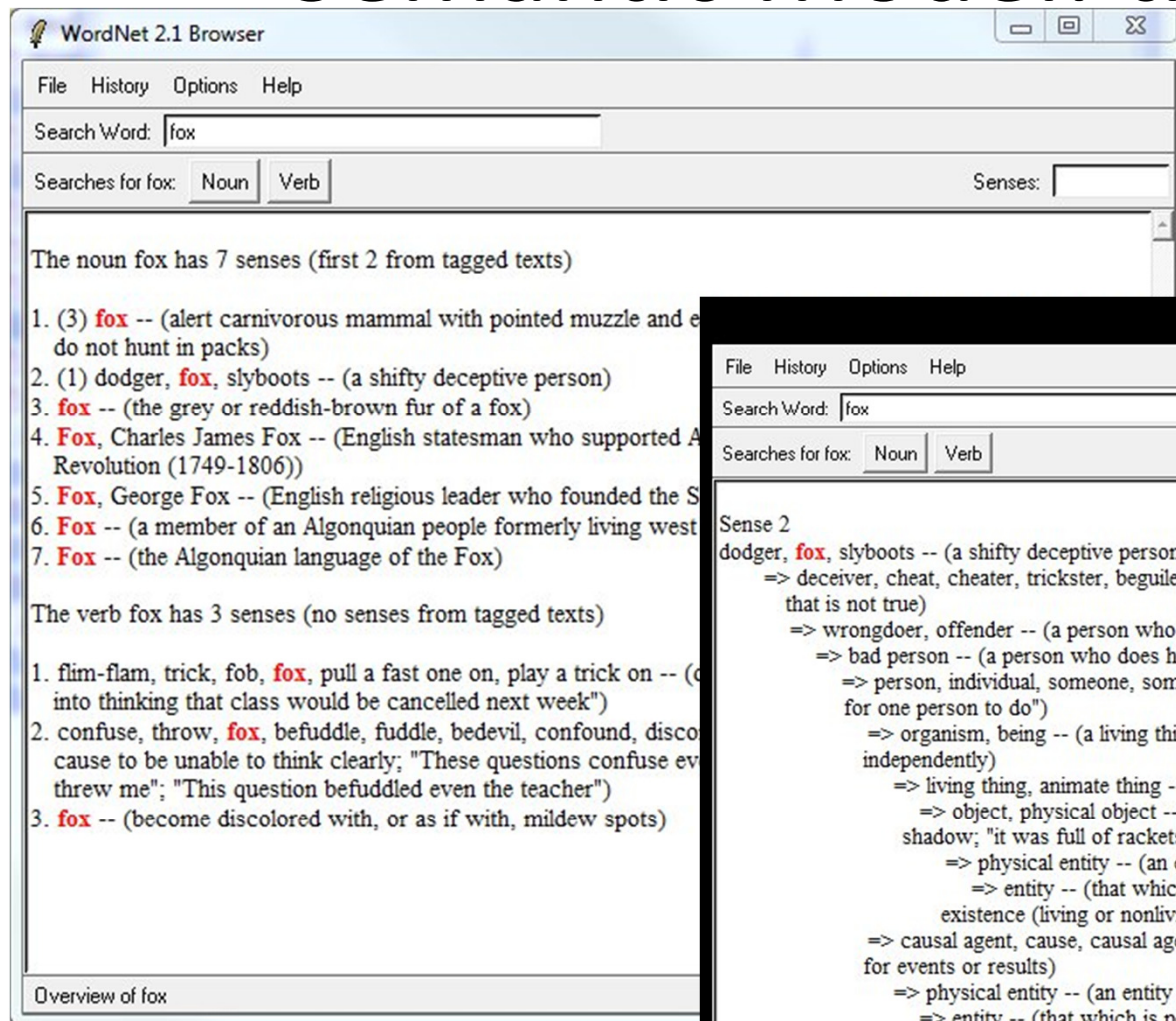 WordNet 2.1 Browser
File History Options Help
Search Word: fox
Searches for fox: Noun Verb Senses:
The noun fox has 7 senses (first 2 from tagged texts)
1. (3) fox -- (alert carnivorous mammal with pointed muzzle and
do not hunt in packs)
2. (1) dodger, fox, slyboots -- (a shifty deceptive person)
3. fox -- (the grey or reddish-brown fur of a fox)
4. Fox, Charles James Fox -- (English statesman who supported
Revolution (1749-1806))
5. Fox, George Fox -- (English religious leader who founded the
6. Fox -- (a member of an Algonquian people formerly living west
7. Fox -- (the Algonquian language of the Fox)
The verb fox has 3 senses (no senses from tagged texts)
1. flim-flam, trick, fob, fox, pull a fast one on, play a trick on --
into thinking that class would be cancelled next week")
2. confuse, throw, fox, befuddle, fuddle, bedevil, confound,
cause to be unable to think clearly; "These questions confuse
threw me"; "This question befuddled even the teacher")
3. fox -- (become discolored with, or as if with, mildew spots)
Overview of fox
File History Options Help
Search Word: fox
Searches for fox: Noun Verb
Sense 2
dodger, fox, slyboots -- (a shifty deceptive person
=> deceiver, cheat, cheater, trickster,
that is not true)
=> wrongdoer, offender -- (a person who
=> bad person -- (a person who does
=> person, individual, someone,
for one person to do")
=> organism, being -- (a living
independently)
=> living thing, animate thing
=> object, physical object --
shadow; "it was full of rackets
=> physical entity -- (an
=> entity -- (that
existence (living or
=> causal agent, cause, causal
for events or results)
=> physical entity -- (an entity
=> entity -- (that which is